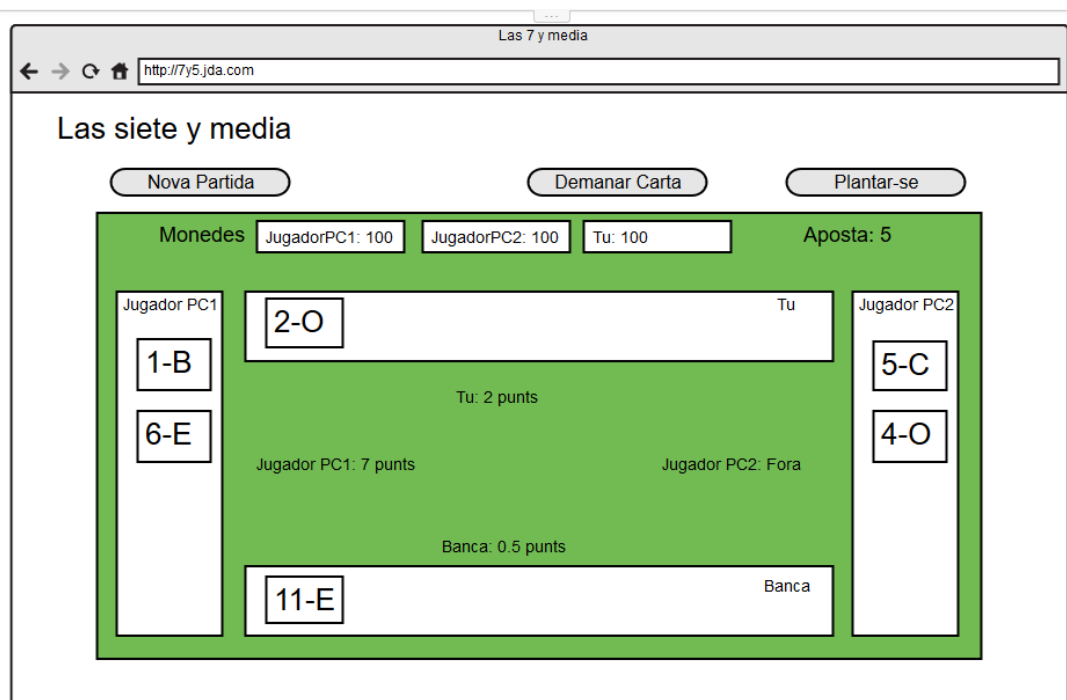 Las 7 y media
http://7y5.jda.com
Las siete y media
Nova Partida
Demanar Carta
Plantar-se
Monedes
JugadorPC1: 100
JugadorPC2: 100
Tu: 100
Aposta: 5
Jugador PC1
1-B
6-E
2-O
Tu
Jugador PC2
5-C
4-O
Tu: 2 punts
Jugador PC1: 7 punts
Jugador PC2: Fora
Banca: 0.5 punts
11-E
Banca